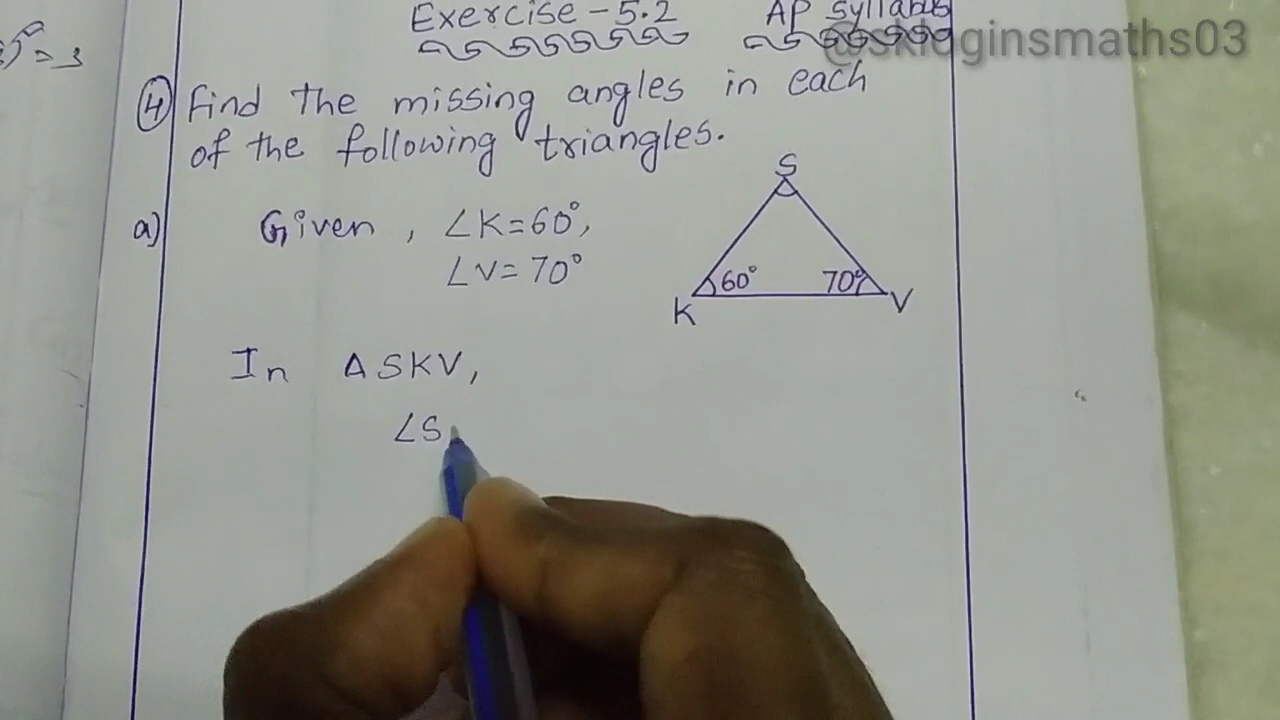 Exercise - 5.2 AP Syllabus
@skloginsmaths03
④ Find the missing angles in each
of the following triangles.
a) Given, ∠K=60°,
∠V=70°
S
60° 70°
K V
In ΔSKV,
∠S